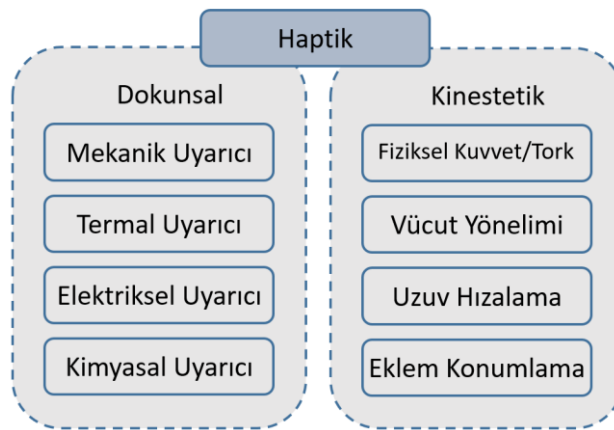 Haptik
Dokunsal
Mekanik Uyarıcı
Termal Uyarıcı
Elektriksel Uyarıcı
Kimyasal Uyarıcı
Kinestetik
Fiziksel Kuvvet/Tork
Vücut Yönelimi
Uzuv Hızalama
Eklem Konumlama